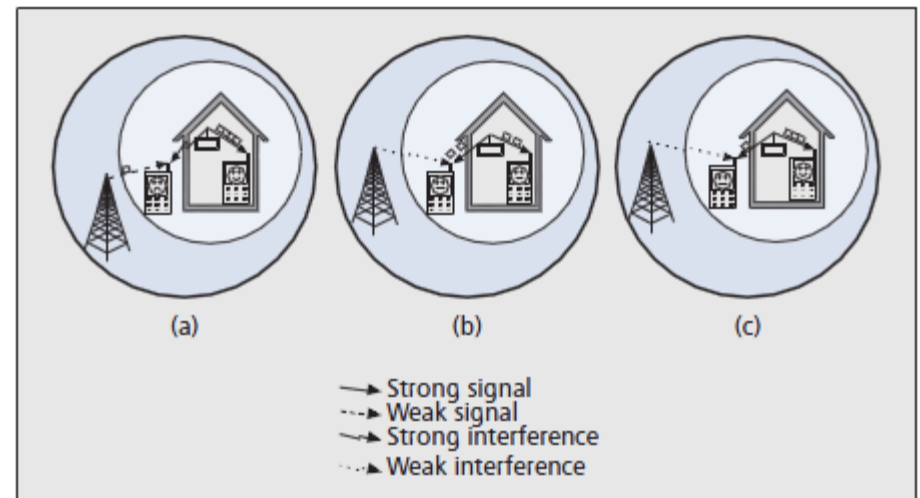 (a) (b) (c)
Strong signal
Weak signal
Strong interference
Weak interference